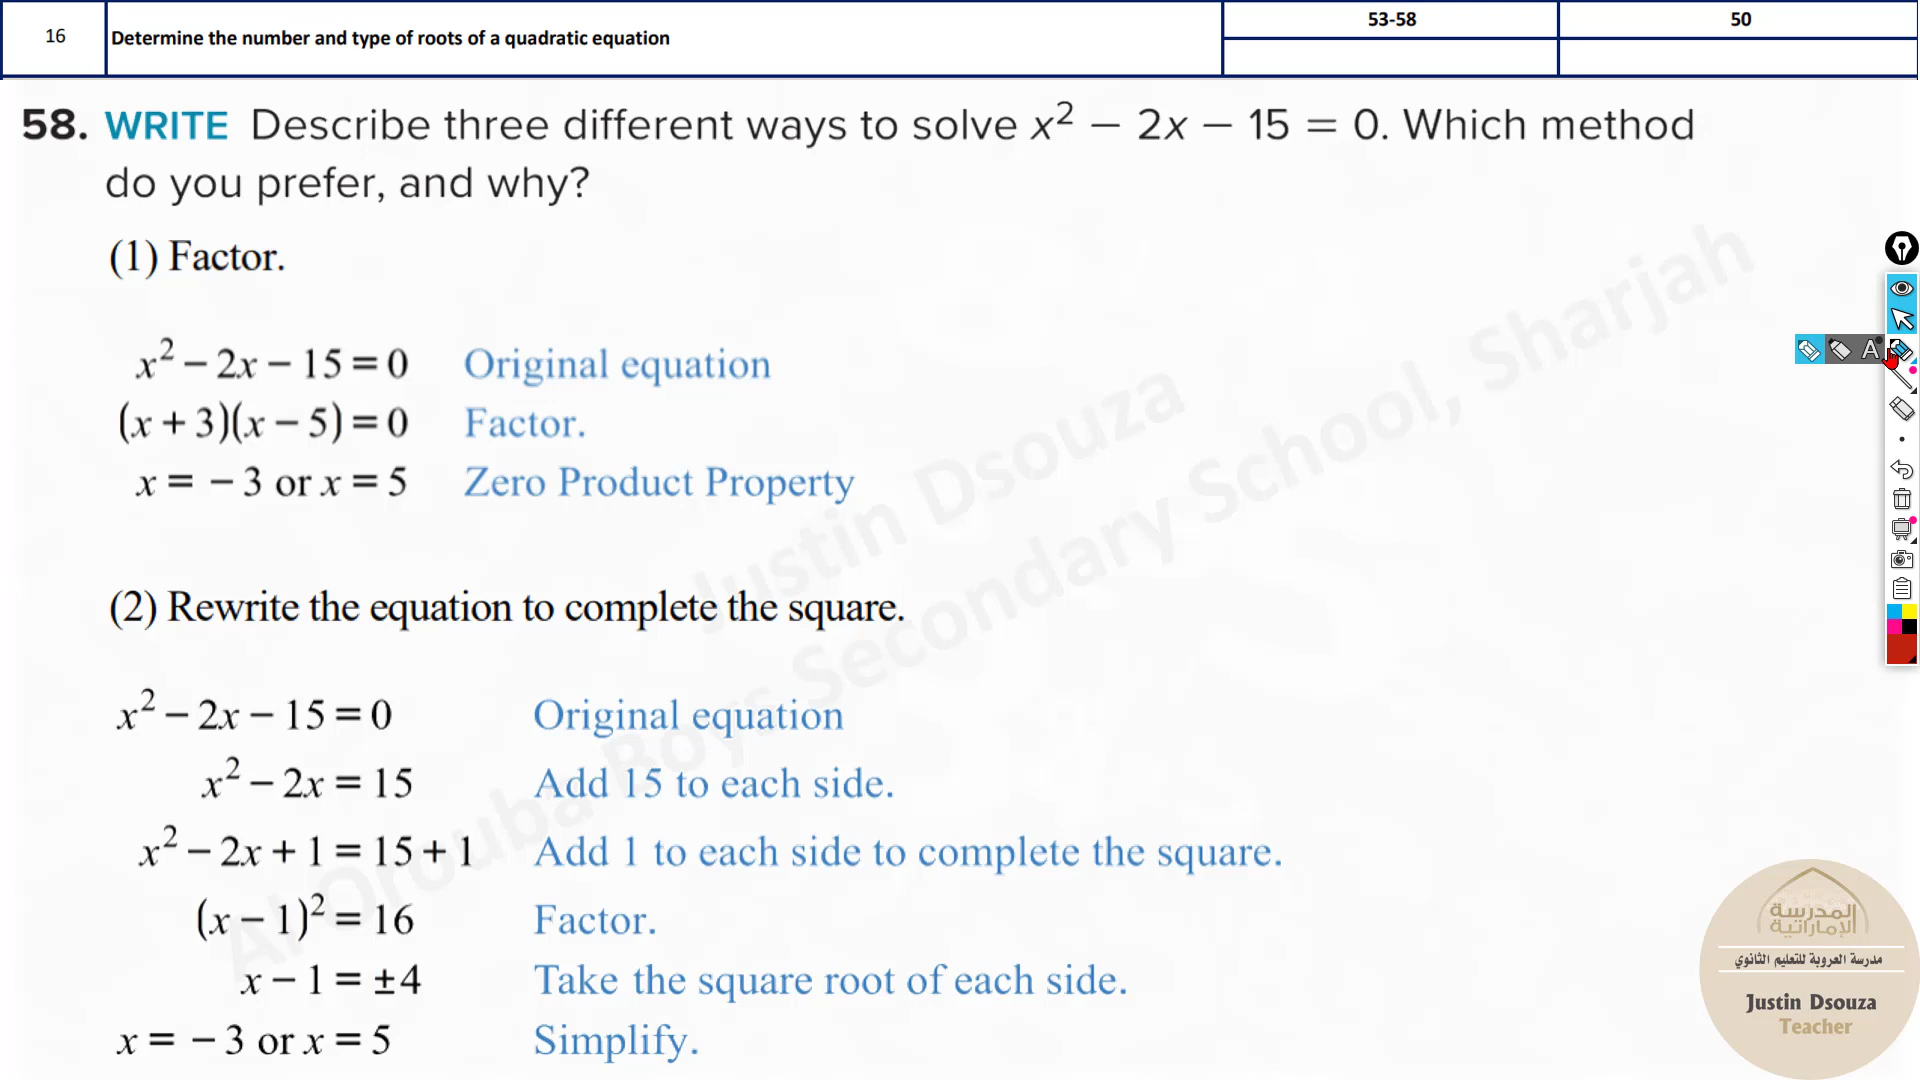 16
Determine the number and type of roots of a quadratic equation
53-58
50
58. WRITE Describe three different ways to solve x² − 2x − 15 = 0. Which method
do you prefer, and why?
(1) Factor.
x² − 2x − 15 = 0 Original equation
(x + 3)(x − 5) = 0 Factor.
x = − 3 or x = 5 Zero Product Property
(2) Rewrite the equation to complete the square.
x² − 2x − 15 = 0 Original equation
x² − 2x = 15 Add 15 to each side.
x² − 2x + 1 = 15 + 1 Add 1 to each side to complete the square.
(x − 1)² = 16 Factor.
x − 1 = ±4 Take the square root of each side.
x = − 3 or x = 5 Simplify.
Justin Dsouza
Al Orouba Boys Secondary School, Sharjah
A
المدرسة
الإماراتية
مدرسة العروبة للتعليم الثانوي
Justin Dsouza
Teacher